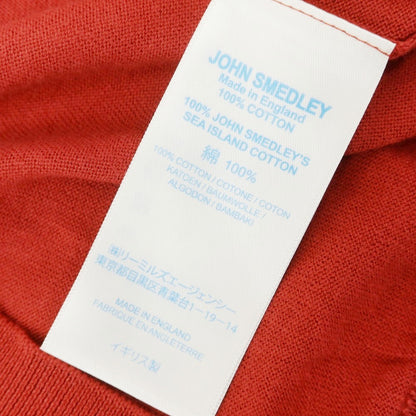 JOHN SMEDLEY
Made in England
100% COTTON
100% JOHN SMEDLEY'S
SEA ISLAND COTTON
綿 100%
100% COTTON / COTONE / COTON
KATOEN / BAUMWOLLE /
ALGODON / BAMBAKI
㈱リーミルズエージェンシー
東京都目黒区青葉台1-19-14
MADE IN ENGLAND
FABRIQUE EN ANGLETERRE
イギリス製